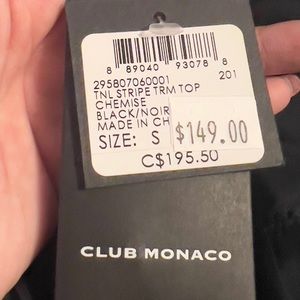 8 89040 93078 8
295807060001 201
TNL STRIPE TRM TOP
CHEMISE
BLACK/NOIR
MADE IN CH
SIZE: S $149.00
C$195.50
CLUB MONACO